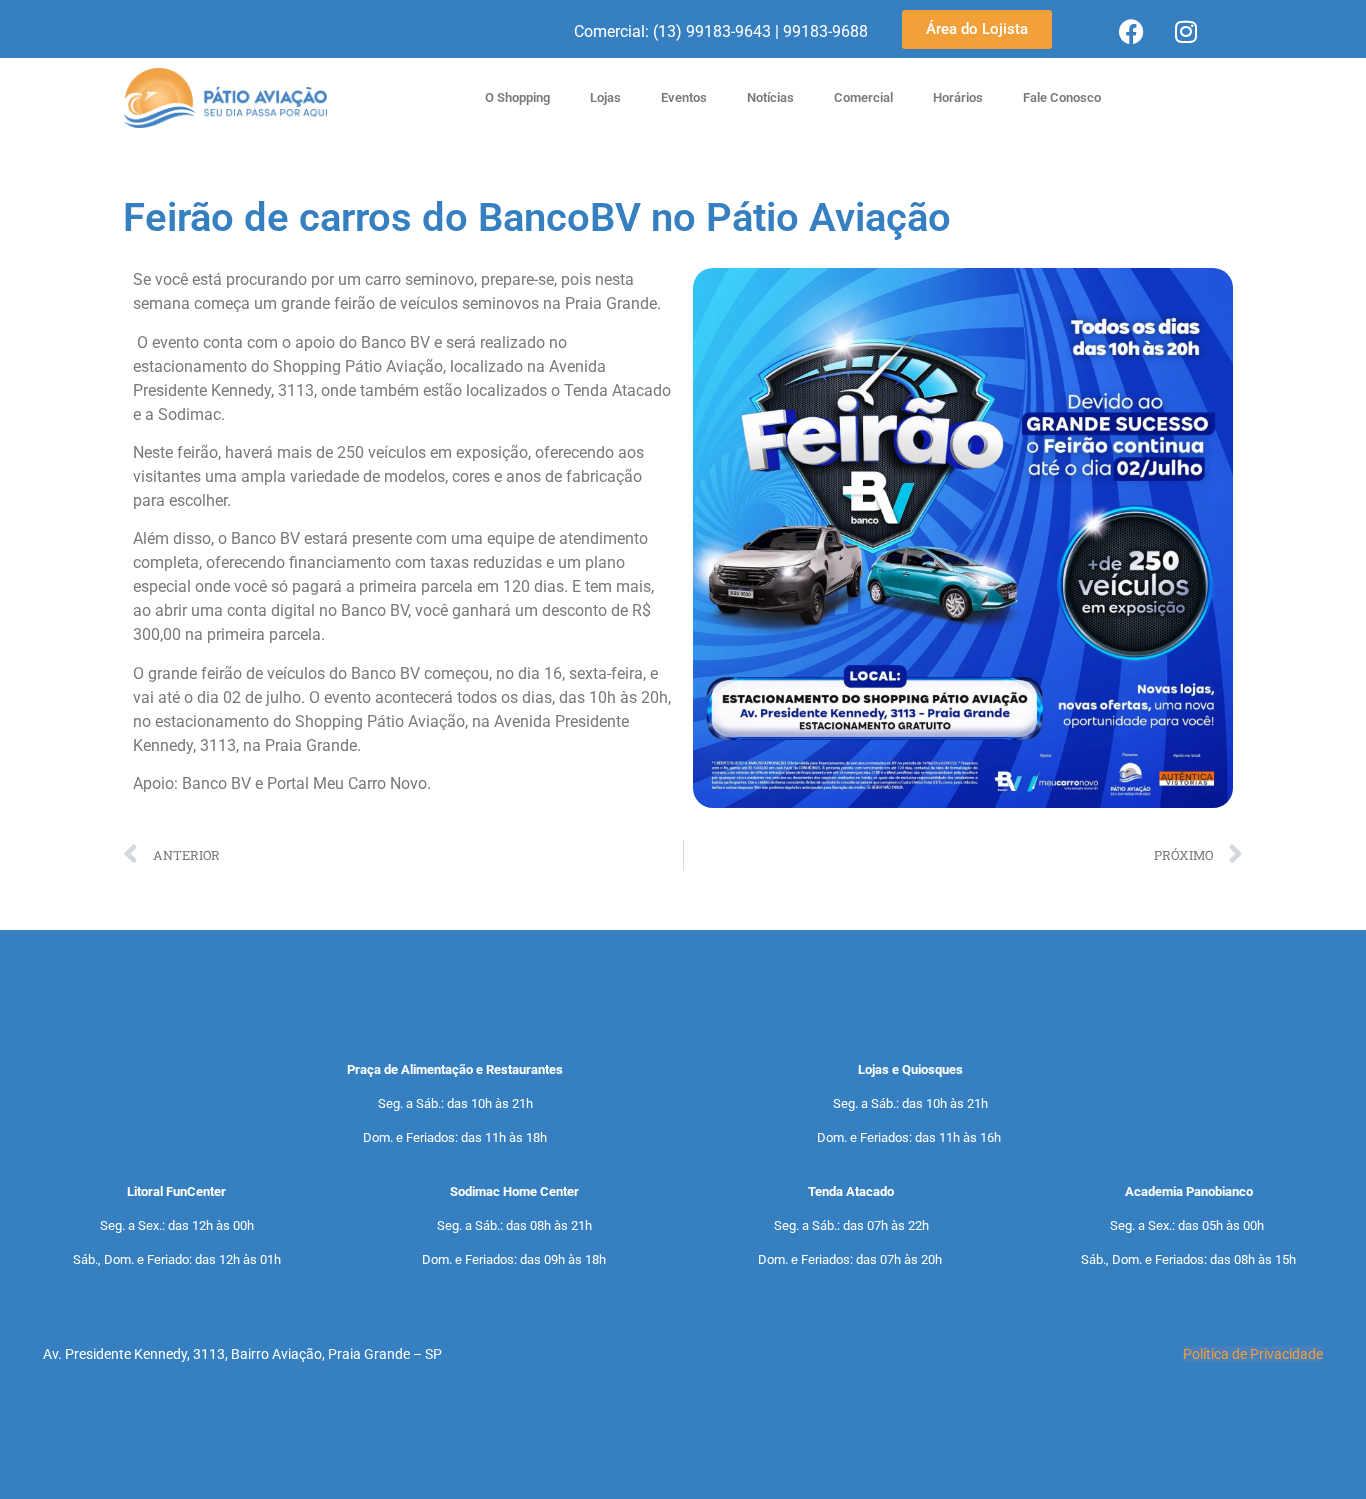 Comercial: (13) 99183-9643 | 99183-9688
Área do Lojista
PÁTIO AVIAÇÃO
SEU DIA PASSA POR AQUI
O Shopping
Lojas
Eventos
Notícias
Comercial
Horários
Fale Conosco
Feirão de carros do BancoBV no Pátio Aviação
Se você está procurando por um carro seminovo, prepare-se, pois nesta
semana começa um grande feirão de veículos seminovos na Praia Grande.
O evento conta com o apoio do Banco BV e será realizado no
estacionamento do Shopping Pátio Aviação, localizado na Avenida
Presidente Kennedy, 3113, onde também estão localizados o Tenda Atacado
e a Sodimac.
Neste feirão, haverá mais de 250 veículos em exposição, oferecendo aos
visitantes uma ampla variedade de modelos, cores e anos de fabricação
para escolher.
Além disso, o Banco BV estará presente com uma equipe de atendimento
completa, oferecendo financiamento com taxas reduzidas e um plano
especial onde você só pagará a primeira parcela em 120 dias. E tem mais,
ao abrir uma conta digital no Banco BV, você ganhará um desconto de R$
300,00 na primeira parcela.
O grande feirão de veículos do Banco BV começou, no dia 16, sexta-feira, e
vai até o dia 02 de julho. O evento acontecerá todos os dias, das 10h às 20h,
no estacionamento do Shopping Pátio Aviação, na Avenida Presidente
Kennedy, 3113, na Praia Grande.
Apoio: Banco BV e Portal Meu Carro Novo.
Todos os dias
das 10h às 20h
Feirão
BV
banco
Devido ao
GRANDE SUCESSO
o Feirão continua
até o dia 02/Julho
+de 250
veículos
em exposição
LOCAL:
ESTACIONAMENTO DO SHOPPING PÁTIO AVIAÇÃO
Av. Presidente Kennedy, 3113 - Praia Grande
ESTACIONAMENTO GRATUITO
Novas lojas,
novas ofertas, uma nova
oportunidade para você!
Apoio:
BV
meucarronovo
PÁTIO AVIAÇÃO
SEU DIA PASSA POR AQUI
Apoio no local:
AUTÊNTICA
VISTORIAS
ANTERIOR
PRÓXIMO
Praça de Alimentação e Restaurantes
Seg. a Sáb.: das 10h às 21h
Dom. e Feriados: das 11h às 18h
Lojas e Quiosques
Seg. a Sáb.: das 10h às 21h
Dom. e Feriados: das 11h às 16h
Litoral FunCenter
Seg. a Sex.: das 12h às 00h
Sáb., Dom. e Feriado: das 12h às 01h
Sodimac Home Center
Seg. a Sáb.: das 08h às 21h
Dom. e Feriados: das 09h às 18h
Tenda Atacado
Seg. a Sáb.: das 07h às 22h
Dom. e Feriados: das 07h às 20h
Academia Panobianco
Seg. a Sex.: das 05h às 00h
Sáb., Dom. e Feriados: das 08h às 15h
Av. Presidente Kennedy, 3113, Bairro Aviação, Praia Grande – SP
Política de Privacidade